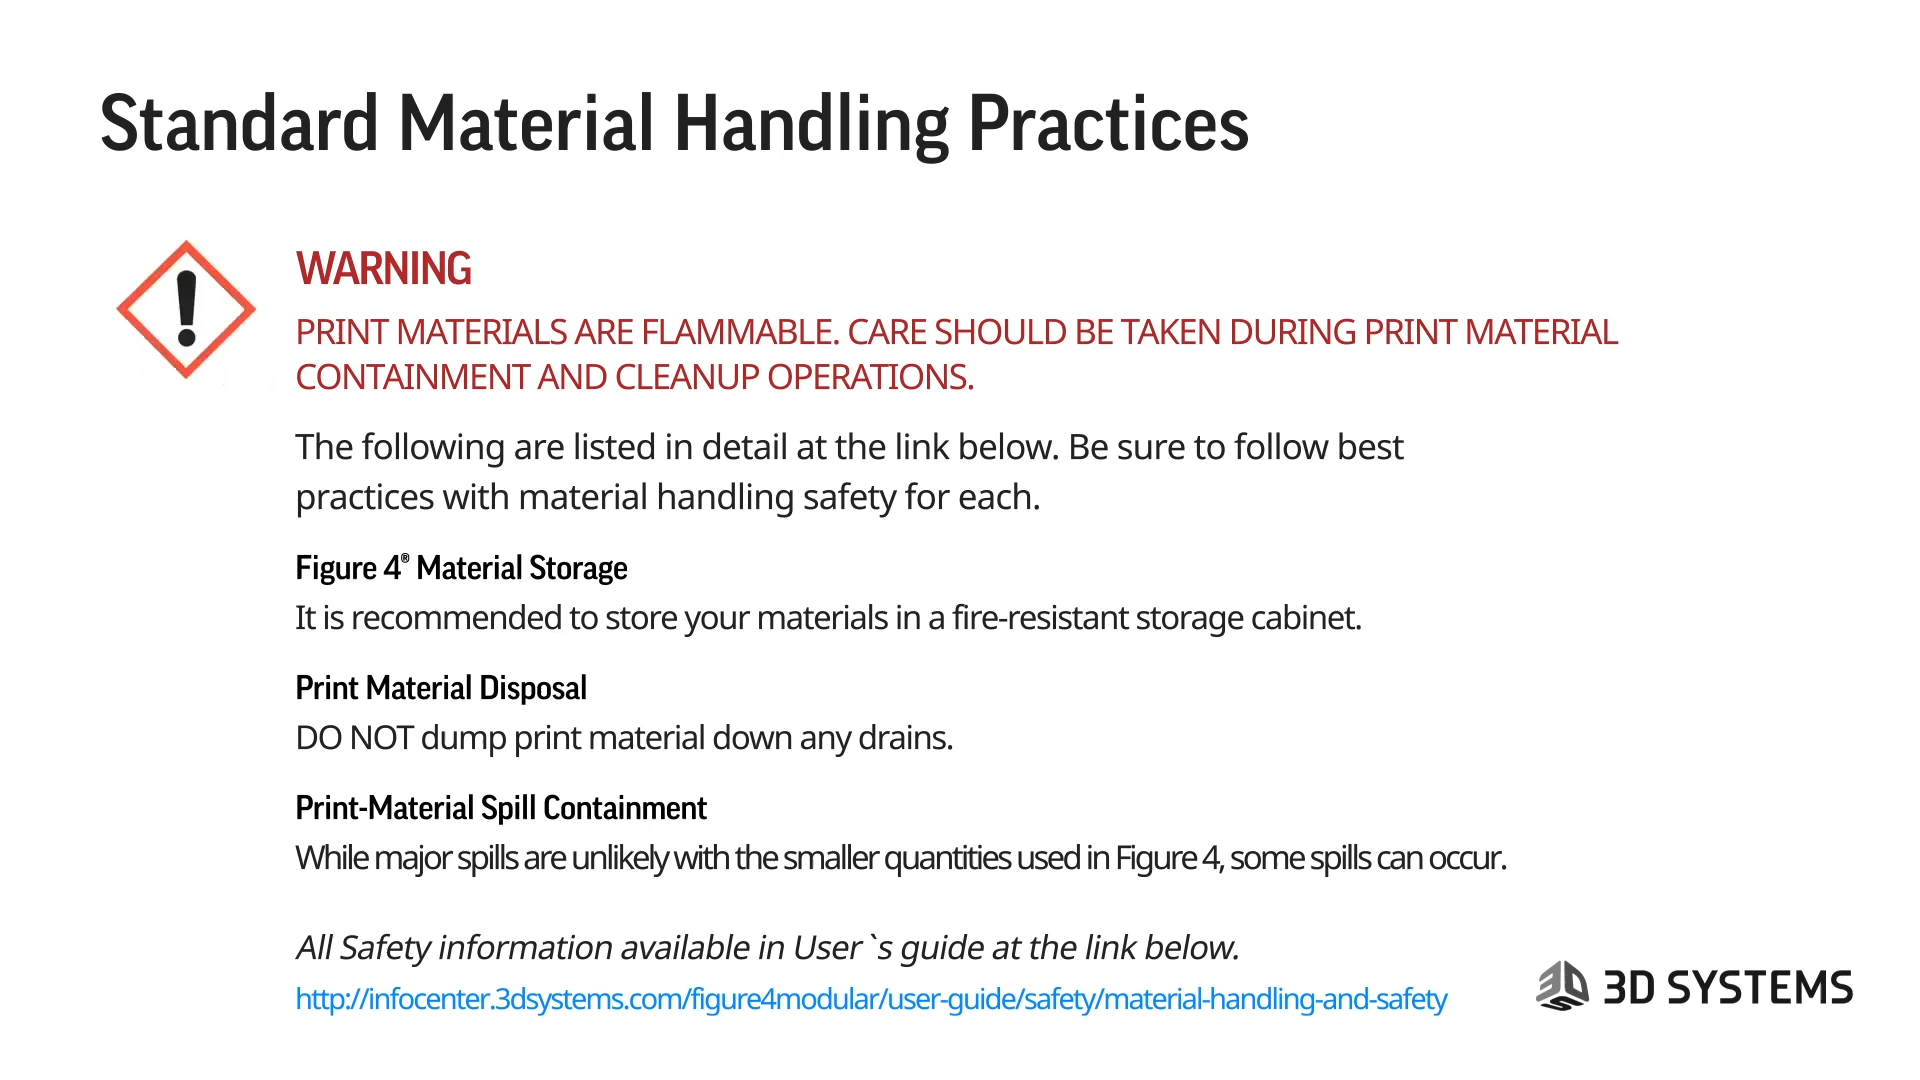 Standard Material Handling Practices
WARNING
PRINT MATERIALS ARE FLAMMABLE. CARE SHOULD BE TAKEN DURING PRINT MATERIAL
CONTAINMENT AND CLEANUP OPERATIONS.
The following are listed in detail at the link below. Be sure to follow best
practices with material handling safety for each.
Figure 4® Material Storage
It is recommended to store your materials in a fire-resistant storage cabinet.
Print Material Disposal
DO NOT dump print material down any drains.
Print-Material Spill Containment
While major spills are unlikely with the smaller quantities used in Figure 4, some spills can occur.
All Safety information available in User`s guide at the link below.
http://infocenter.3dsystems.com/figure4modular/user-guide/safety/material-handling-and-safety
3D SYSTEMS